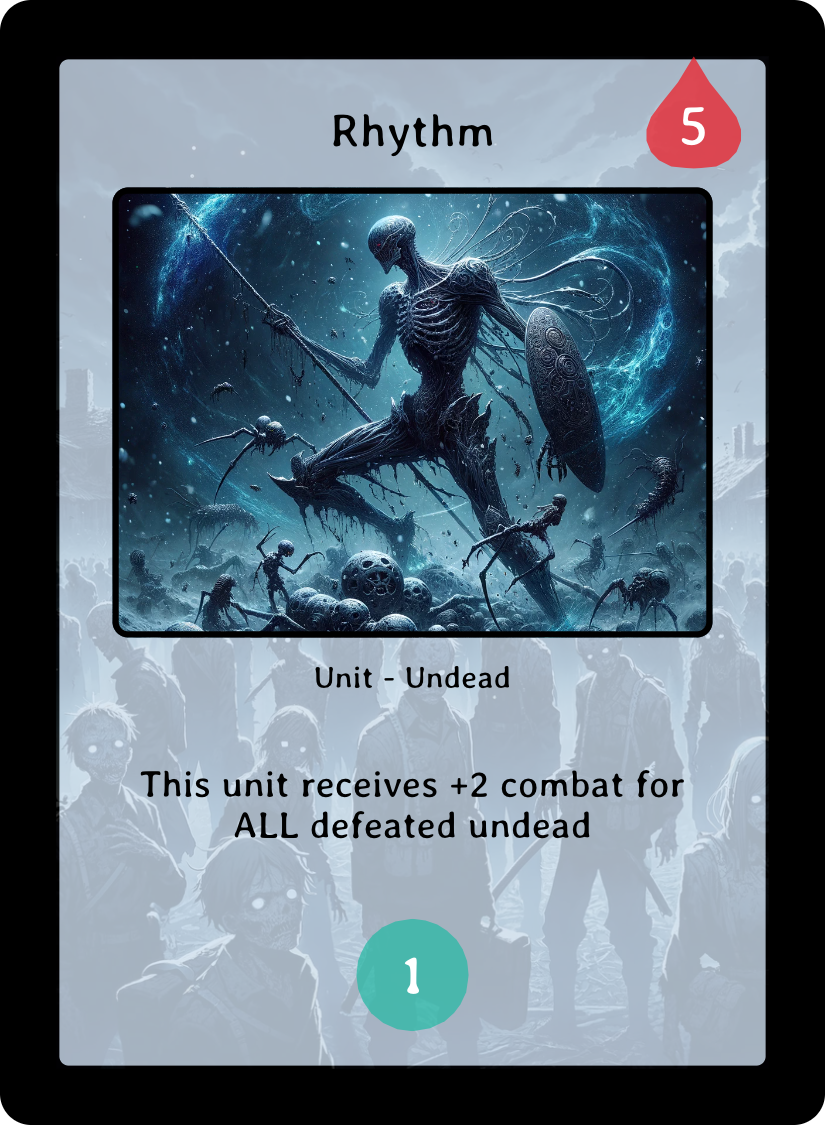 Rhythm
5
Unit - Undead
This unit receives +2 combat for
ALL defeated undead
1